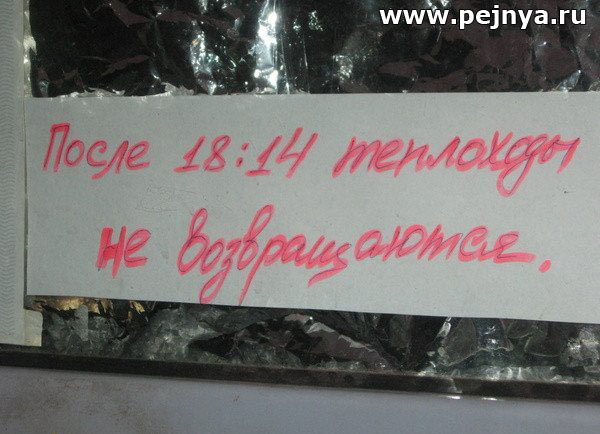 www.pejnya.ru
После 18:14 теплоходы
не возвращаются.